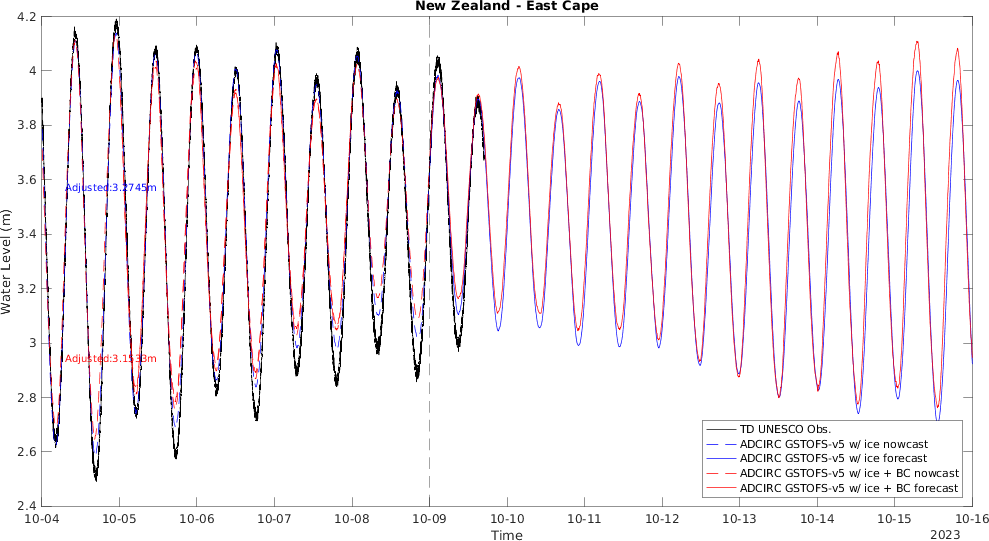 New Zealand - East Cape
4.2
4
3.8
3.6
3.4
3.2
3
2.8
2.6
2.4
Water Level (m)
Adjusted:3.2745m
Adjusted:3.1533m
TD UNESCO Obs.
ADCIRC GSTOFS-v5 w/ ice nowcast
ADCIRC GSTOFS-v5 w/ ice forecast
ADCIRC GSTOFS-v5 w/ ice + BC nowcast
ADCIRC GSTOFS-v5 w/ ice + BC forecast
10-04 10-05 10-06 10-07 10-08 10-09 10-10 10-11 10-12 10-13 10-14 10-15 10-16
Time
2023